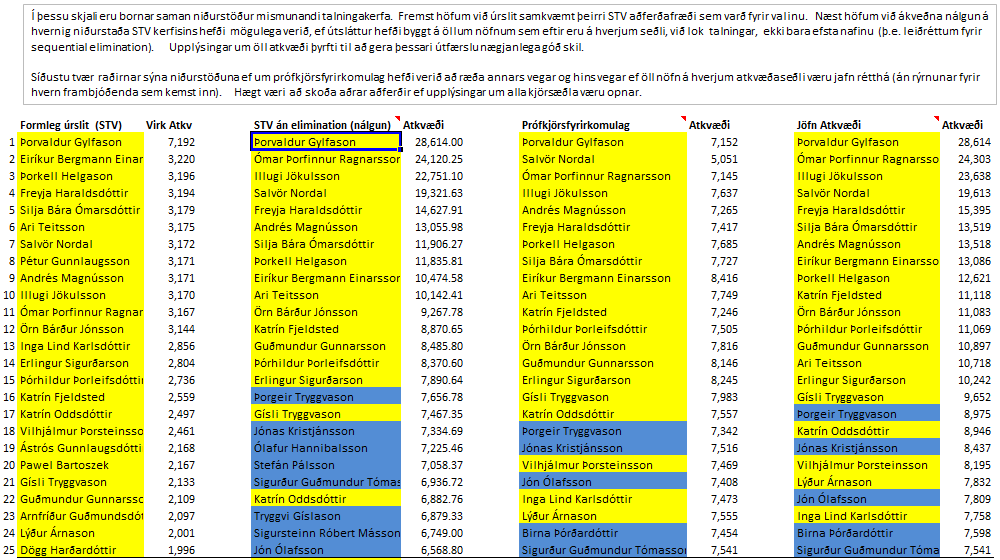 Í þessu skjali eru bornar saman niðurstöður mismunandi talningakerfa. Fremst höfum við úrslit samkvæmt þeirri STV aðferðafræði sem varð fyrir valinu. Næst höfum við ákveðna nálgun á
hvernig niðurstaða STV kerfisins hefði mögulega verið, ef útsláttur hefði byggt á öllum nöfnum sem eftir eru á hverjum seðli, við lok talningar, ekki bara efsta nafinu (þ.e. leiðréttum fyrir
sequential elimination). Upplýsingar um öll atkvæði þyrfti til að gera þessari útfærslu nægjanlega góð skil.
Síðustu tvær raðirnar sýna niðurstöðuna ef um prófkjörsfyrirkomulag hefði verið að ræða annars vegar og hins vegar ef öll nöfn á hverjum atkvæðaseðli væru jafn rétthá (án rýrnunar fyrir
hvern frambjóðenda sem kemst inn). Hægt væri að skoða aðrar aðferðir ef upplýsingar um alla kjörseðla væru opnar.
Formleg úrslit (STV) Virk Atkv STV án elimination (nálgun) Atkvæði Prófkjörsfyrirkomulag Atkvæði Jöfn Atkvæði Atkvæði
1 Þorvaldur Gylfason 7,192 Þorvaldur Gylfason 28,614.00 Þorvaldur Gylfason 7,152 Þorvaldur Gylfason 28,614
2 Eiríkur Bergmann Einar 3,220 Ómar Þorfinnur Ragnarsson 24,120.25 Salvör Nordal 5,051 Ómar Þorfinnur Ragnarsson 24,303
3 Þorkell Helgason 3,196 Illugi Jökulsson 22,751.10 Ómar Þorfinnur Ragnarsson 7,145 Illugi Jökulsson 23,638
4 Freyja Haraldsdóttir 3,194 Salvör Nordal 19,321.63 Illugi Jökulsson 7,637 Salvör Nordal 19,613
5 Silja Bára Ómarsdóttir 3,179 Freyja Haraldsdóttir 14,627.91 Andrés Magnússon 7,265 Freyja Haraldsdóttir 15,395
6 Ari Teitsson 3,175 Andrés Magnússon 13,055.98 Freyja Haraldsdóttir 7,417 Silja Bára Ómarsdóttir 13,519
7 Salvör Nordal 3,172 Silja Bára Ómarsdóttir 11,906.27 Þorkell Helgason 7,685 Andrés Magnússon 13,518
8 Pétur Gunnlaugsson 3,171 Þorkell Helgason 11,835.81 Silja Bára Ómarsdóttir 7,727 Eiríkur Bergmann Einarsso 13,086
9 Andrés Magnússon 3,171 Eiríkur Bergmann Einarsson 10,474.58 Eiríkur Bergmann Einarsson 8,416 Þorkell Helgason 12,621
10 Illugi Jökulsson 3,170 Ari Teitsson 10,142.41 Ari Teitsson 7,749 Katrín Fjeldsted 11,118
11 Ómar Þorfinnur Ragnar 3,167 Örn Bárður Jónsson 9,267.78 Katrín Fjeldsted 7,246 Örn Bárður Jónsson 11,083
12 Örn Bárður Jónsson 3,144 Katrín Fjeldsted 8,870.65 Þórhildur Þorleifsdóttir 7,505 Þórhildur Þorleifsdóttir 11,069
13 Inga Lind Karlsdóttir 2,856 Guðmundur Gunnarsson 8,485.80 Örn Bárður Jónsson 7,816 Guðmundur Gunnarsson 10,897
14 Erlingur Sigurðarson 2,804 Þórhildur Þorleifsdóttir 8,370.60 Guðmundur Gunnarsson 8,146 Ari Teitsson 10,718
15 Þórhildur Þorleifsdóttir 2,736 Erlingur Sigurðarson 7,890.64 Erlingur Sigurðarson 8,245 Erlingur Sigurðarson 10,242
16 Katrín Fjeldsted 2,559 Þorgeir Tryggvason 7,656.78 Gísli Tryggvason 7,983 Gísli Tryggvason 9,652
17 Katrín Oddsdóttir 2,497 Gísli Tryggvason 7,467.35 Katrín Oddsdóttir 7,557 Þorgeir Tryggvason 8,975
18 Vilhjálmur Þorsteinsso 2,461 Jónas Kristjánsson 7,334.69 Þorgeir Tryggvason 7,342 Katrín Oddsdóttir 8,946
19 Ástrós Gunnlaugsdótti 2,168 Ólafur Hannibalsson 7,225.46 Jónas Kristjánsson 7,516 Jónas Kristjánsson 8,437
20 Pawel Bartoszek 2,167 Stefán Pálsson 7,058.37 Vilhjálmur Þorsteinsson 7,469 Vilhjálmur Þorsteinsson 8,195
21 Gísli Tryggvason 2,133 Sigurður Guðmundur Tómas 6,936.72 Jón Ólafsson 7,408 Lýður Árnason 7,832
22 Guðmundur Gunnarsso 2,109 Katrín Oddsdóttir 6,882.76 Inga Lind Karlsdóttir 7,473 Jón Ólafsson 7,809
23 Arnfríður Guðmundsdót 2,097 Tryggvi Gíslason 6,879.33 Lýður Árnason 7,555 Inga Lind Karlsdóttir 7,758
24 Lýður Árnason 2,001 Sigursteinn Róbert Másson 6,749.00 Birna Þórðardóttir 7,454 Birna Þórðardóttir 7,598
25 Dögg Harðardóttir 1,996 Jón Ólafsson 6,568.80 Sigurður Guðmundur Tómasso 7,541 Sigurður Guðmundur Tómasso 7,541